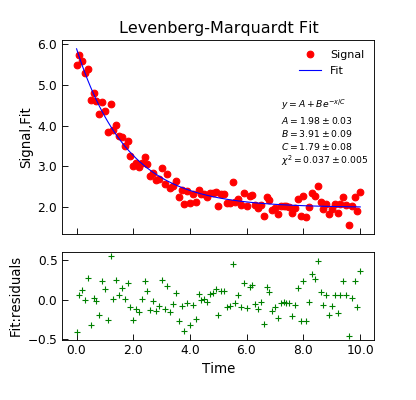 Levenberg-Marquardt Fit
6.0
5.0
4.0
3.0
2.0
Signal,Fit
Signal
Fit
y = A + Be^{-x/C}
A = 1.98 ± 0.03
B = 3.91 ± 0.09
C = 1.79 ± 0.08
χ² = 0.037 ± 0.005
0.5
0.0
−0.5
Fit:residuals
0.0 2.0 4.0 6.0 8.0 10.0
Time